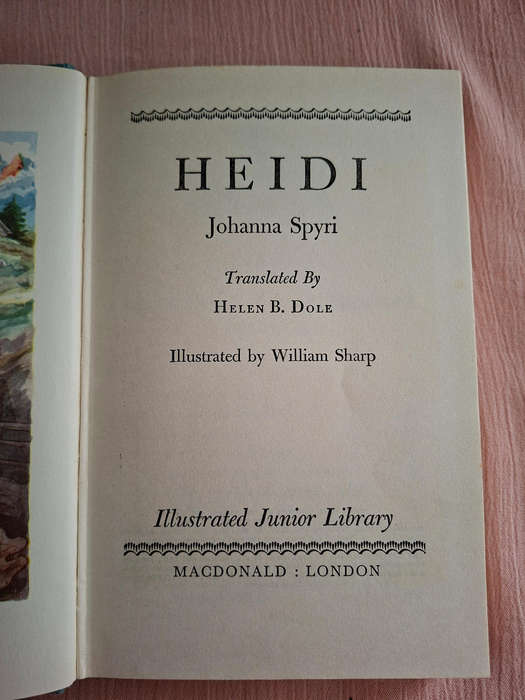 HEIDI
Johanna Spyri
Translated By
HELEN B. DOLE
Illustrated by William Sharp
Illustrated Junior Library
MACDONALD : LONDON